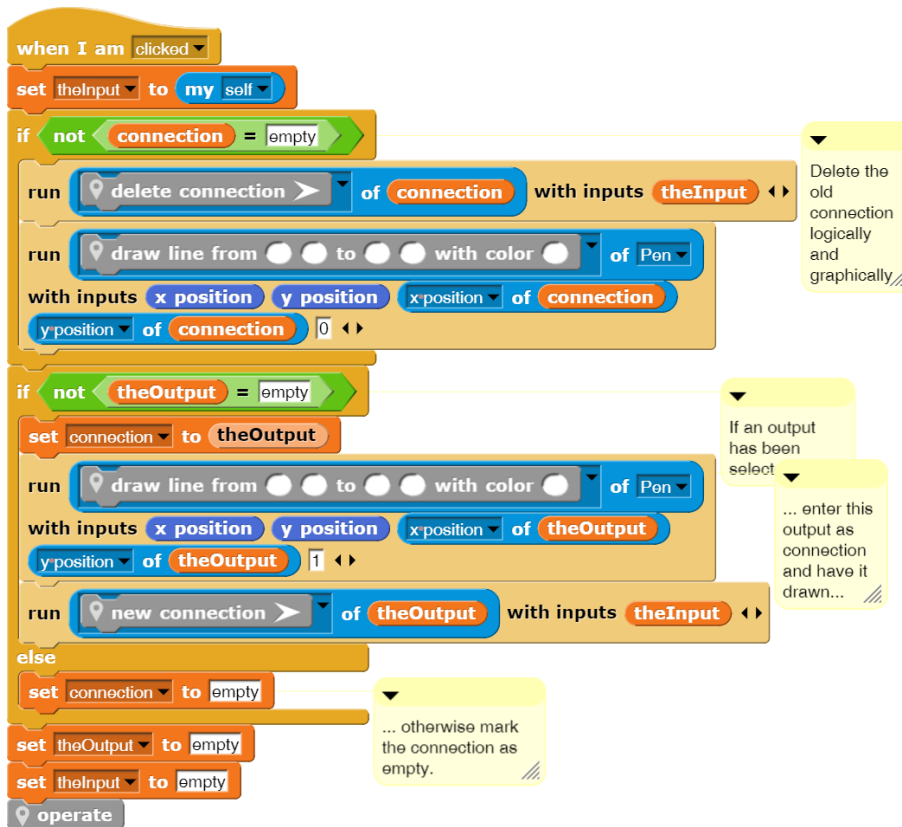 when I am clicked
set theInput to my self
if not connection = empty
run delete connection of connection with inputs theInput
run draw line from to with color of Pen
with inputs x position y position x position of connection
y position of connection 0
Delete the
old
connection
logically
and
graphically
if not theOutput = empty
set connection to theOutput
run draw line from to with color of Pen
with inputs x position y position x position of theOutput
y position of theOutput 1
run new connection of theOutput with inputs theInput
If an output
has been
select
... enter this
output as
connection
and have it
drawn...
else
set connection to empty
... otherwise mark
the connection as
empty.
set theOutput to empty
set theInput to empty
operate